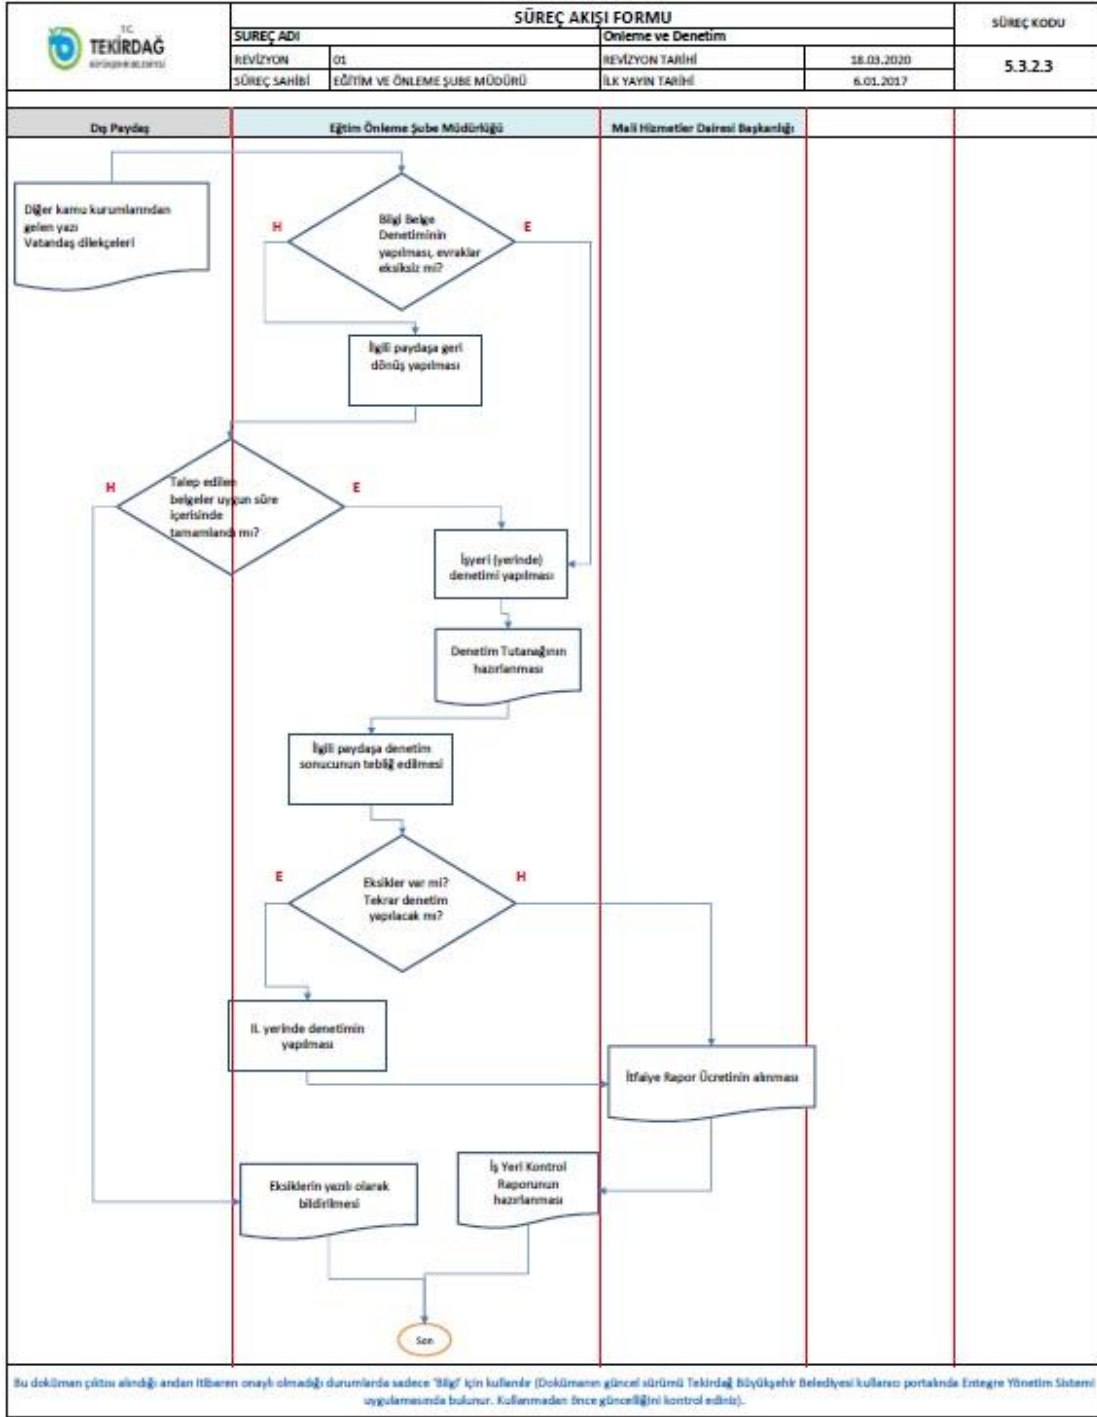 T.C.
TEKİRDAĞ
BÜYÜKŞEHİR BELEDİYESİ
SÜREÇ AKIŞI FORMU
SÜREÇ KODU
SUREÇ ADI
Onleme ve Denetim
REVİZYON
01
REVİZYON TARİHİ
18.03.2020
5.3.2.3
SÜREÇ SAHİBİ
EĞİTİM VE ÖNLEME ŞUBE MÜDÜRÜ
İLK YAYIN TARİHİ
6.01.2017
Dış Paydaş
Eğtim Önleme Şube Müdürlüğü
Mali Hizmetler Dairesi Başkanlığı
Diğer kamu kurumlarından
gelen yazı
Vatandaş dilekçeleri
H
Bilgi Belge
Denetiminin
yapılması, evraklar
eksiksiz mi?
E
İlgili paydaşa geri
dönüş yapılması
H
Talep edilen
belgeler uygun süre
içerisinde
tamamlandı mı?
E
İşyeri (yerinde)
denetimi yapılması
Denetim Tutanağının
hazırlanması
İlgili paydaşa denetim
sonucunun tebliğ edilmesi
E
Eksikler var mi?
Tekrar denetim
yapılacak mı?
H
II. yerinde denetimin
yapılması
İtfaiye Rapor Ücretinin alınması
Eksiklerin yazılı olarak
bildirilmesi
İş Yeri Kontrol
Raporunun
hazırlanması
Son
Bu doküman çıktısı alındığı andan itibaren onaylı olmadığı durumlarda sadece 'Bilgi' için kullanılır (Dokümanın güncel sürümü Tekirdağ Büyükşehir Belediyesi kullanıcı portalında Entegre Yönetim Sistemi
uygulamasında bulunur. Kullanmadan önce güncelliğini kontrol ediniz).